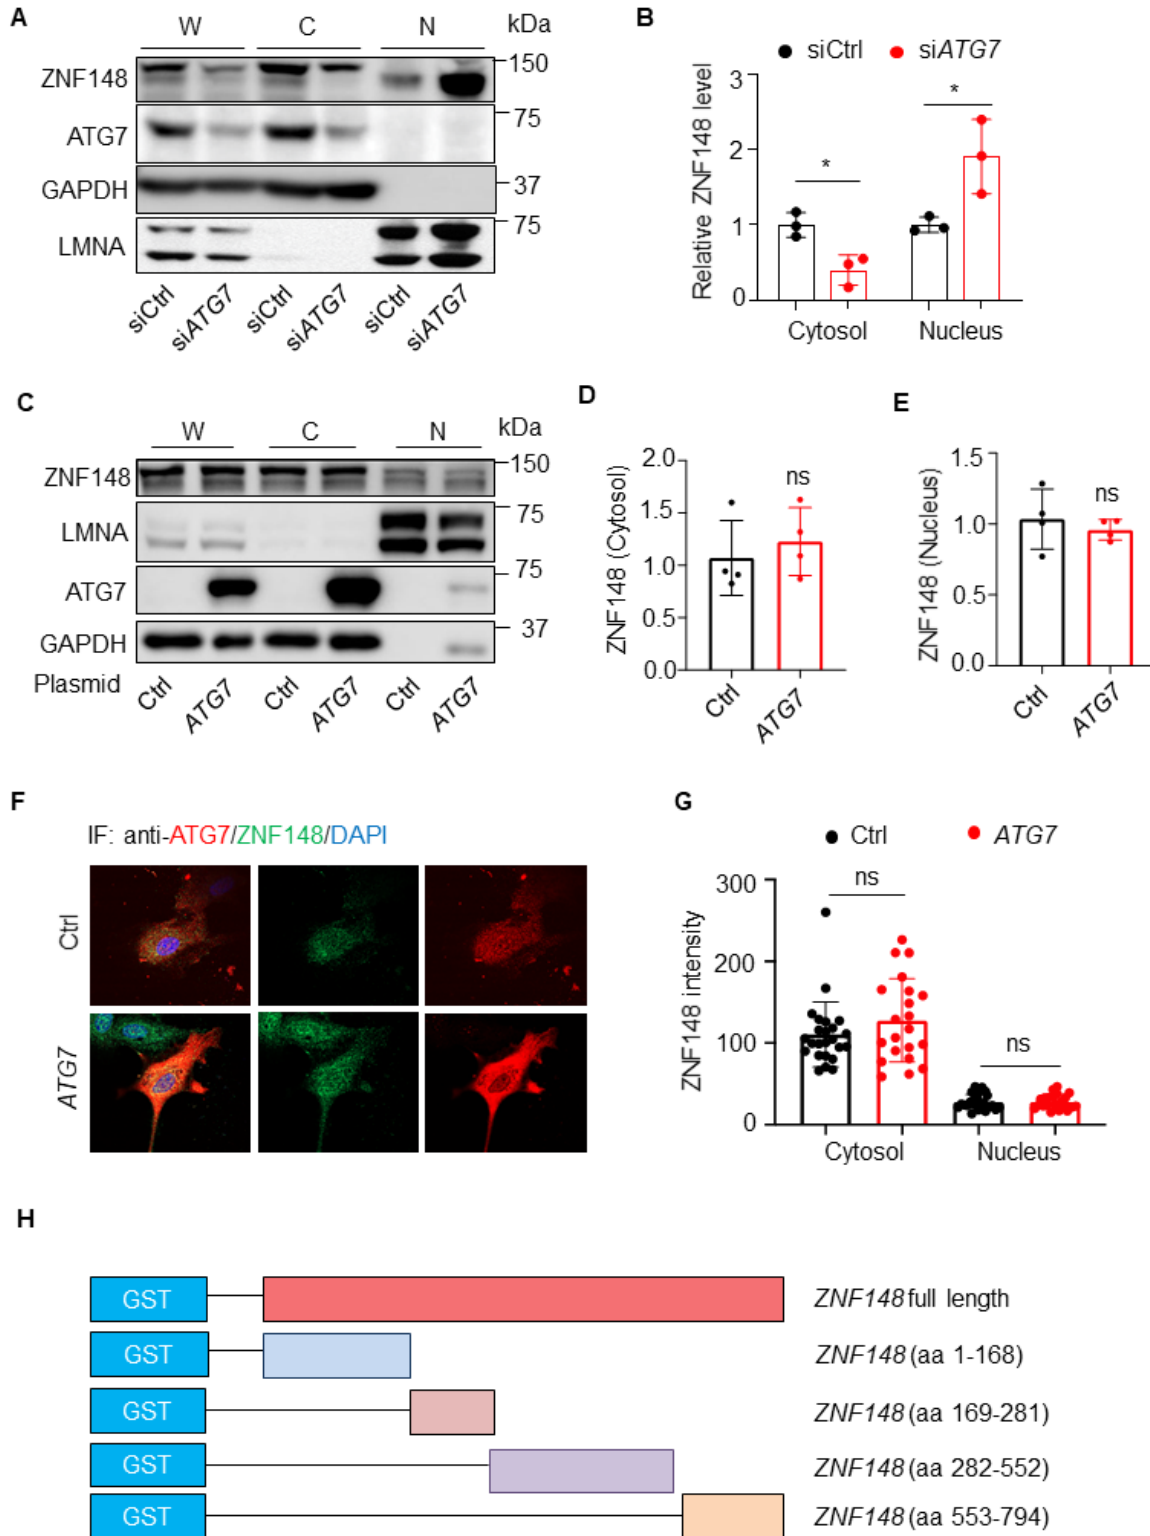 A
W C N kDa
ZNF148 150
ATG7 75
GAPDH 37
LMNA 75
siCtrl siATG7 siCtrl siATG7 siCtrl siATG7
B
siCtrl siATG7
Relative ZNF148 level
3
2
1
0
* *
Cytosol Nucleus
C
W C N kDa
ZNF148 150
LMNA 75
ATG7 75
GAPDH 37
Plasmid Ctrl ATG7 Ctrl ATG7 Ctrl ATG7
D
ZNF148 (Cytosol)
2.0
1.5
1.0
0.5
0.0
ns
Ctrl ATG7
E
ZNF148 (Nucleus)
1.5
1.0
0.5
0.0
ns
Ctrl ATG7
F
IF: anti-ATG7/ZNF148/DAPI
Ctrl
ATG7
G
Ctrl ATG7
ZNF148 intensity
300
200
100
0
ns ns
Cytosol Nucleus
H
GST ZNF148 full length
GST ZNF148 (aa 1-168)
GST ZNF148 (aa 169-281)
GST ZNF148 (aa 282-552)
GST ZNF148 (aa 553-794)